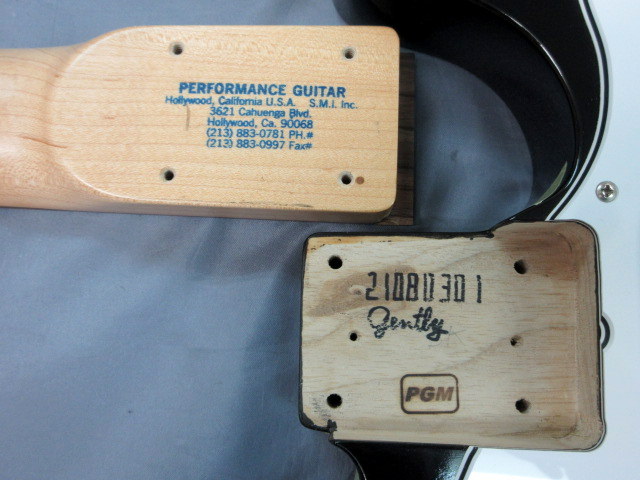 PERFORMANCE GUITAR
Hollywood, California U.S.A. S.M.I. Inc.
3621 Cahuenga Blvd.
Hollywood, Ca. 90068
(213) 883-0781 PH.#
(213) 883-0997 Fax#
21080301
Gently
PGM